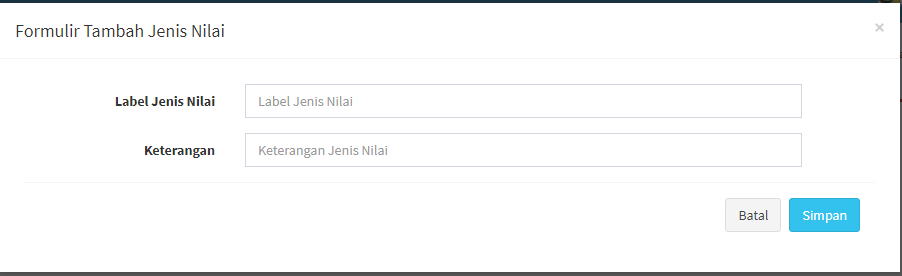 Formulir Tambah Jenis Nilai ×
Label Jenis Nilai Label Jenis Nilai
Keterangan Keterangan Jenis Nilai
Batal Simpan